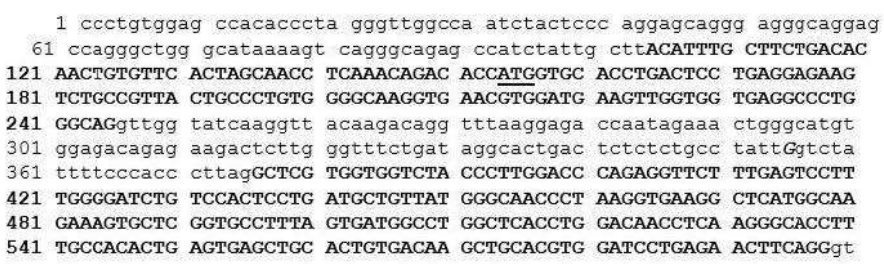 1 ccctgtggag ccacacccta gggttggcca atctactccc aggagcaggg agggcaggag
61 ccagggctgg gcataaaagt cagggcagag ccatctattg cttACATTTG CTTCTGACAC
121 AACTGTGTTC ACTAGCAACC TCAAACAGAC ACCATGGTGC ACCTGACTCC TGAGGAGAAG
181 TCTGCCGTTA CTGCCCTGTG GGGCAAGGTG AACGTGGATG AAGTTGGTGG TGAGGCCCTG
241 GGCAGgttgg tatcaaggtt acaagacagg tttaaggaga ccaatagaaa ctgggcatgt
301 ggagacagag aagactcttg ggtttctgat aggcactgac tctctctgcc tattGgtcta
361 ttttcccacc cttagGCTCG TGGTGGTCTA CCCTTGGACC CAGAGGTTCT TTGAGTCCTT
421 TGGGGATCTG TCCACTCCTG ATGCTGTTAT GGGCAACCCT AAGGTGAAGG CTCATGGCAA
481 GAAAGTGCTC GGTGCCTTTA GTGATGGCCT GGCTCACCTG GACAACCTCA AGGGCACCTT
541 TGCCACACTG AGTGAGCTGC ACTGTGACAA GCTGCACGTG GATCCTGAGA ACTTCAGGgt